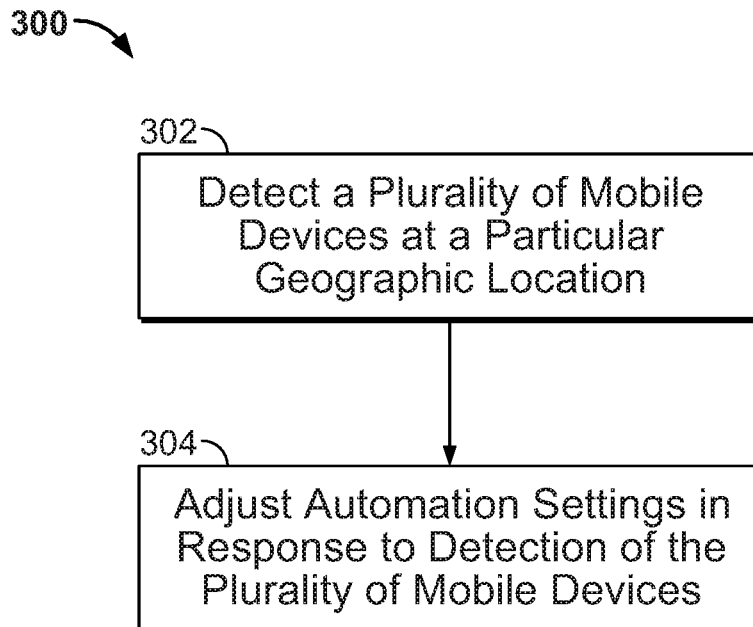 300
302
Detect a Plurality of Mobile
Devices at a Particular
Geographic Location
304
Adjust Automation Settings in
Response to Detection of the
Plurality of Mobile Devices